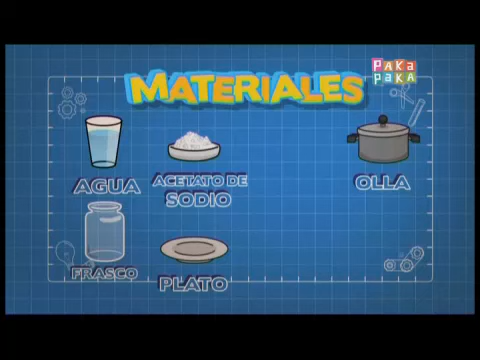 PAKA
PAKA
MATERIALES
AGUA
ACETATO DE
SODIO
OLLA
FRASCO
PLATO